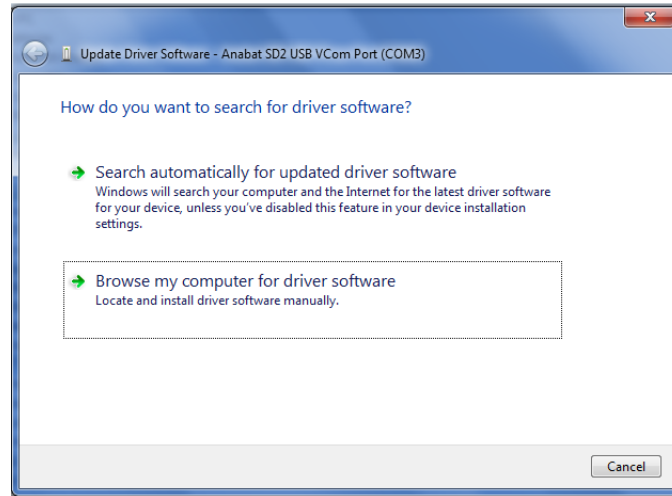 Update Driver Software - Anabat SD2 USB VCom Port (COM3)
How do you want to search for driver software?
Search automatically for updated driver software
Windows will search your computer and the Internet for the latest driver software
for your device, unless you've disabled this feature in your device installation
settings.
Browse my computer for driver software
Locate and install driver software manually.
Cancel